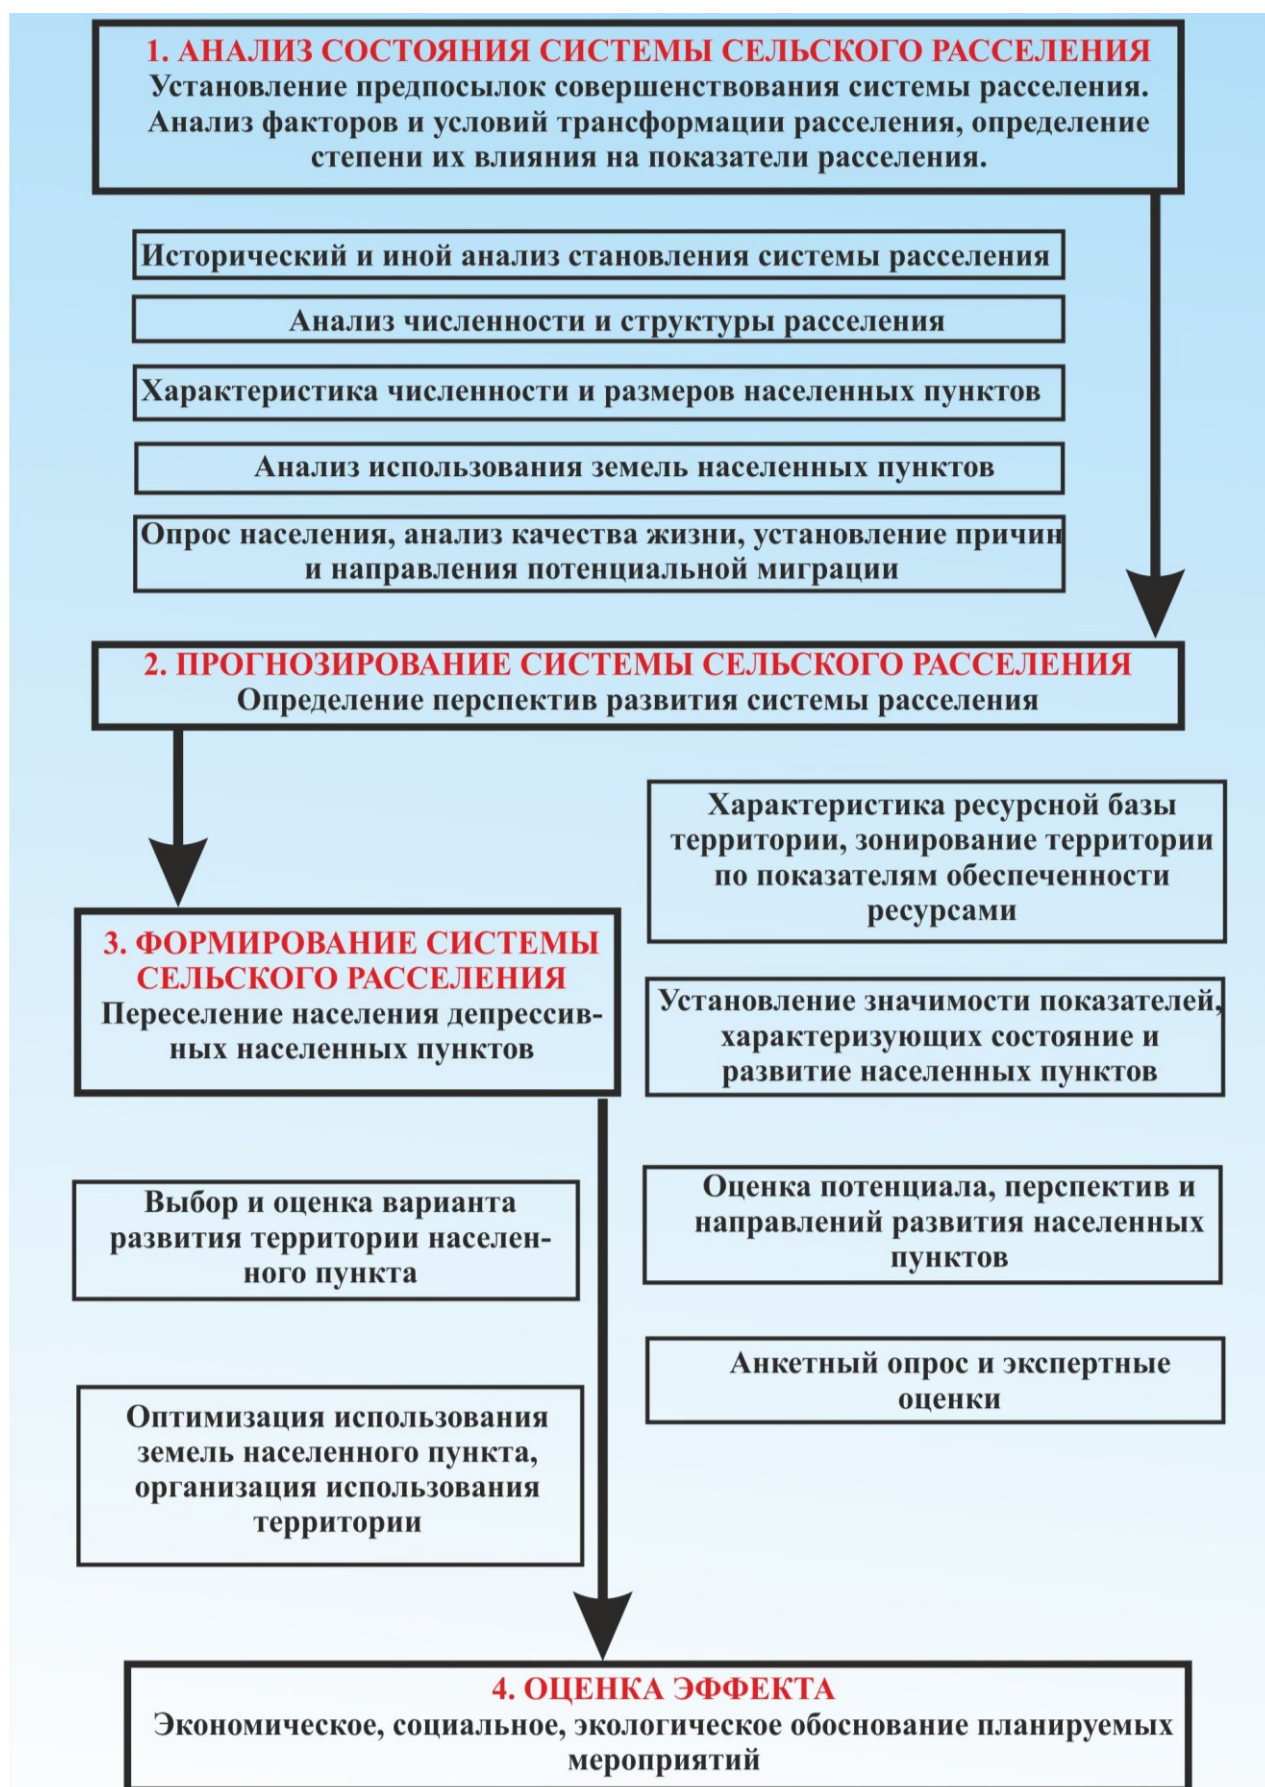 1. АНАЛИЗ СОСТОЯНИЯ СИСТЕМЫ СЕЛЬСКОГО РАССЕЛЕНИЯ
Установление предпосылок совершенствования системы расселения.
Анализ факторов и условий трансформации расселения, определение
степени их влияния на показатели расселения.
Исторический и иной анализ становления системы расселения
Анализ численности и структуры расселения
Характеристика численности и размеров населенных пунктов
Анализ использования земель населенных пунктов
Опрос населения, анализ качества жизни, установление причин
и направления потенциальной миграции
2. ПРОГНОЗИРОВАНИЕ СИСТЕМЫ СЕЛЬСКОГО РАССЕЛЕНИЯ
Определение перспектив развития системы расселения
Характеристика ресурсной базы
территории, зонирование территории
по показателям обеспеченности
ресурсами
Установление значимости показателей,
характеризующих состояние и
развитие населенных пунктов
Оценка потенциала, перспектив и
направлений развития населенных
пунктов
Анкетный опрос и экспертные
оценки
3. ФОРМИРОВАНИЕ СИСТЕМЫ
СЕЛЬСКОГО РАССЕЛЕНИЯ
Переселение населения депрессив-
ных населенных пунктов
Выбор и оценка варианта
развития территории населен-
ного пункта
Оптимизация использования
земель населенного пункта,
организация использования
территории
4. ОЦЕНКА ЭФФЕКТА
Экономическое, социальное, экологическое обоснование планируемых
мероприятий